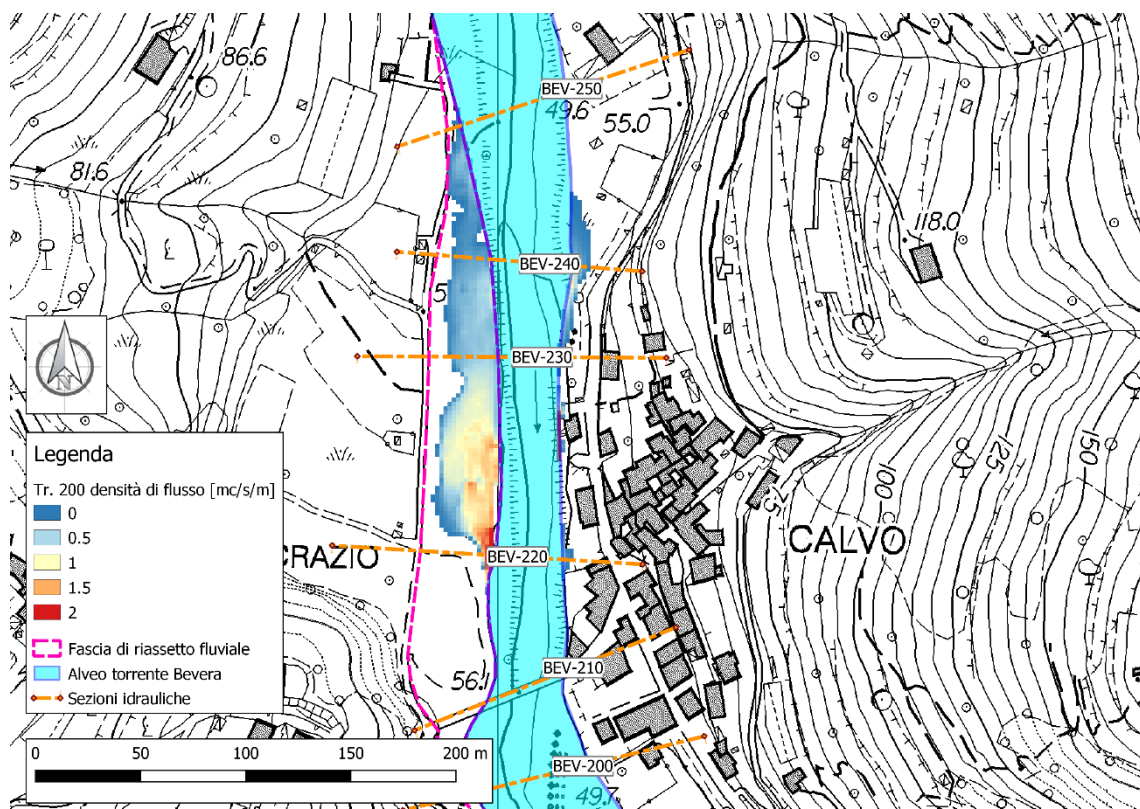 86.6
BEV-250
49.6
55.0
81.6
118.0
BEV-240
5
BEV-230
N
Legenda
Tr. 200 densità di flusso [mc/s/m]
0
0.5
1
1.5
2
Fascia di riassetto fluviale
Alveo torrente Bevera
Sezioni idrauliche
125
150
100
75
CRAZIO
BEV-220
CALVO
BEV-210
56.1
0 50 100 150 200 m
BEV-200
49.7